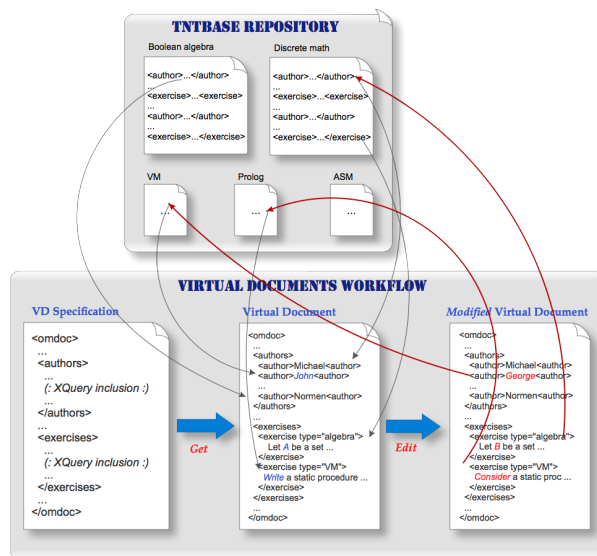 TNTBASE REPOSITORY
Boolean algebra
<author>...</author>
...
<exercise>...<exercise>
...
<author>...</author>
...
<exercise>...</exercise>
Discrete math
<author>...</author>
...
<exercise>...<exercise>
...
<author>...</author>
...
<exercise>...</exercise>
VM
...
Prolog
...
ASM
...
VIRTUAL DOCUMENTS WORKFLOW
VD Specification
<omdoc>
...
<authors>
...
(: XQuery inclusion :)
...
</authors>
...
<exercises>
...
(: XQuery inclusion :)
...
</exercises>
...
</omdoc>
Get
Virtual Document
<omdoc>
...
<authors>
<author>Michael<author>
<author>John<author>
...
<author>Normen<author>
</authors>
...
<exercises>
<exercise type="algebra">
Let A be a set ...
</exercise>
<exercise type="VM">
Write a static procedure ...
</exercise>
</exercises>
...
</omdoc>
Edit
Modified Virtual Document
<omdoc>
...
<authors>
<author>Michael<author>
<author>George<author>
...
<author>Normen<author>
</authors>
...
<exercises>
<exercise type="algebra">
Let B be a set ...
</exercise>
<exercise type="VM">
Consider a static proc ...
</exercise>
</exercises>
...
</omdoc>